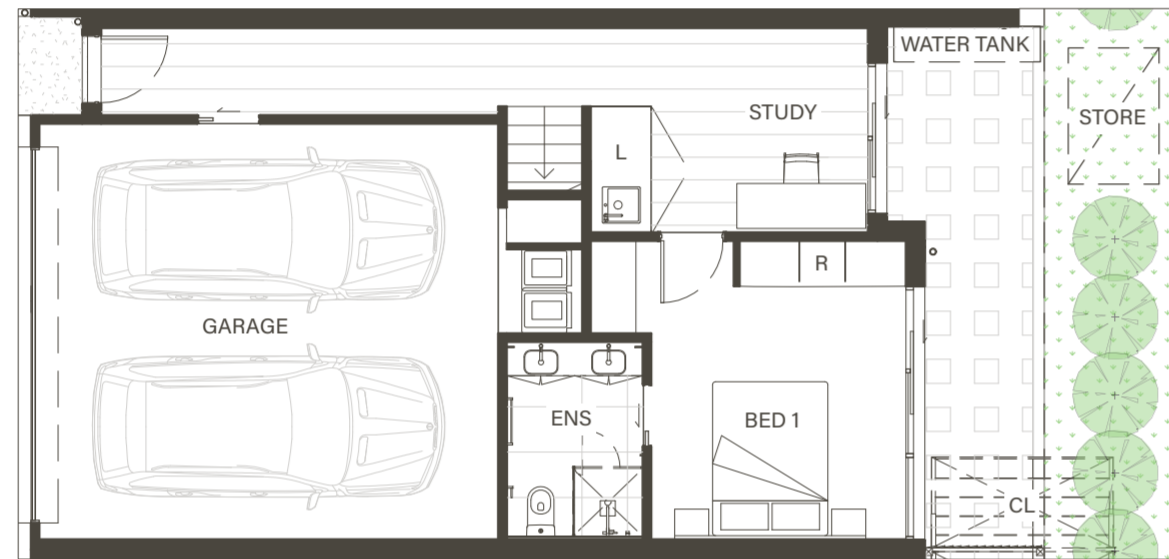 WATER TANK
STUDY
STORE
L
R
GARAGE
ENS
BED 1
CL